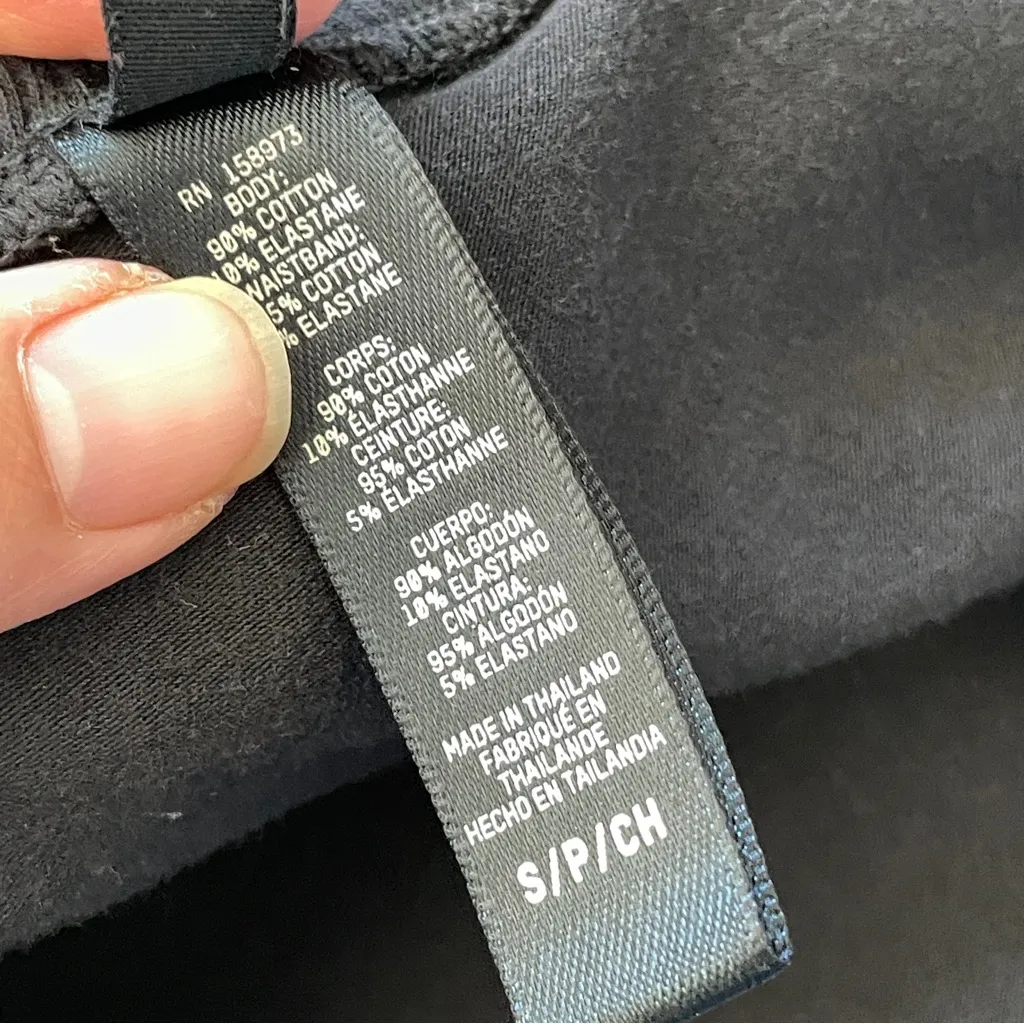 RN 158973
BODY:
90% COTTON
10% ELASTANE
WAISTBAND:
5% COTTON
% ELASTANE
CORPS:
90% COTON
10% ÉLASTHANNE
CEINTURE:
95% COTON
5% ÉLASTHANNE
CUERPO:
90% ALGODÓN
10% ELASTANO
CINTURA:
95% ALGODÓN
5% ELASTANO
MADE IN THAILAND
FABRIQUÉ EN
THAÏLANDE
HECHO EN TAILANDIA
S/P/CH